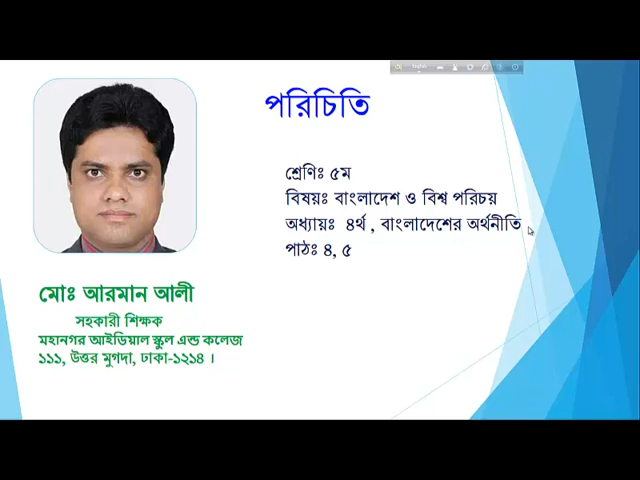 পরিচিতি
শ্রেণিঃ ৫ম
বিষয়ঃ বাংলাদেশ ও বিশ্ব পরিচয়
অধ্যায়ঃ ৪র্থ , বাংলাদেশের অর্থনীতি
পাঠঃ ৪, ৫
মোঃ আরমান আলী
সহকারী শিক্ষক
মহানগর আইডিয়াল স্কুল এন্ড কলেজ
১১১, উত্তর মুগদা, ঢাকা-১২১৪ ।